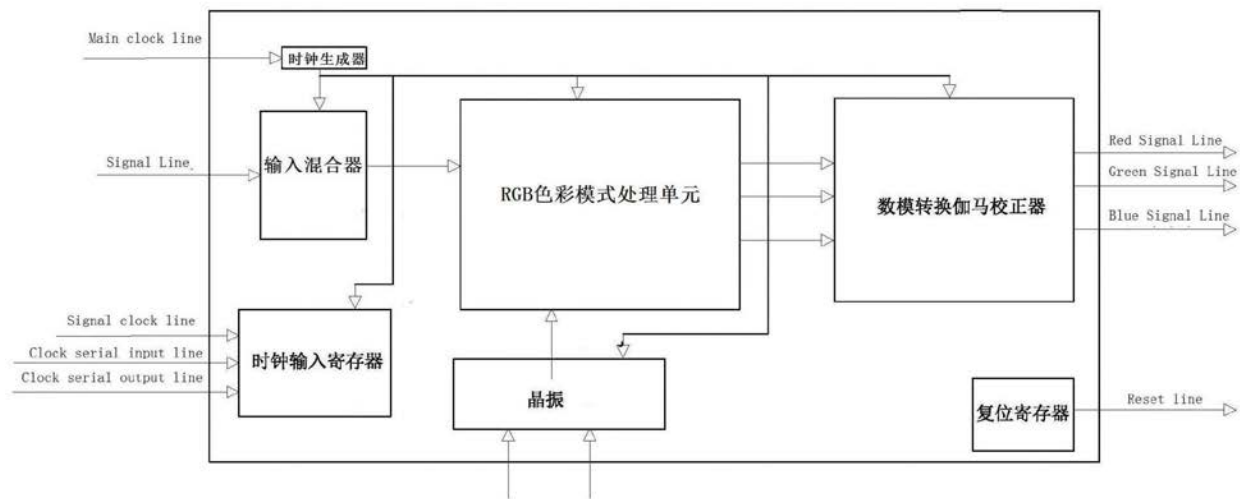 Main clock line
时钟生成器
Signal Line
输入混合器
RGB色彩模式处理单元
数模转换伽马校正器
Red Signal Line
Green Signal Line
Blue Signal Line
Signal clock line
Clock serial input line
Clock serial output line
时钟输入寄存器
晶振
复位寄存器
Reset line